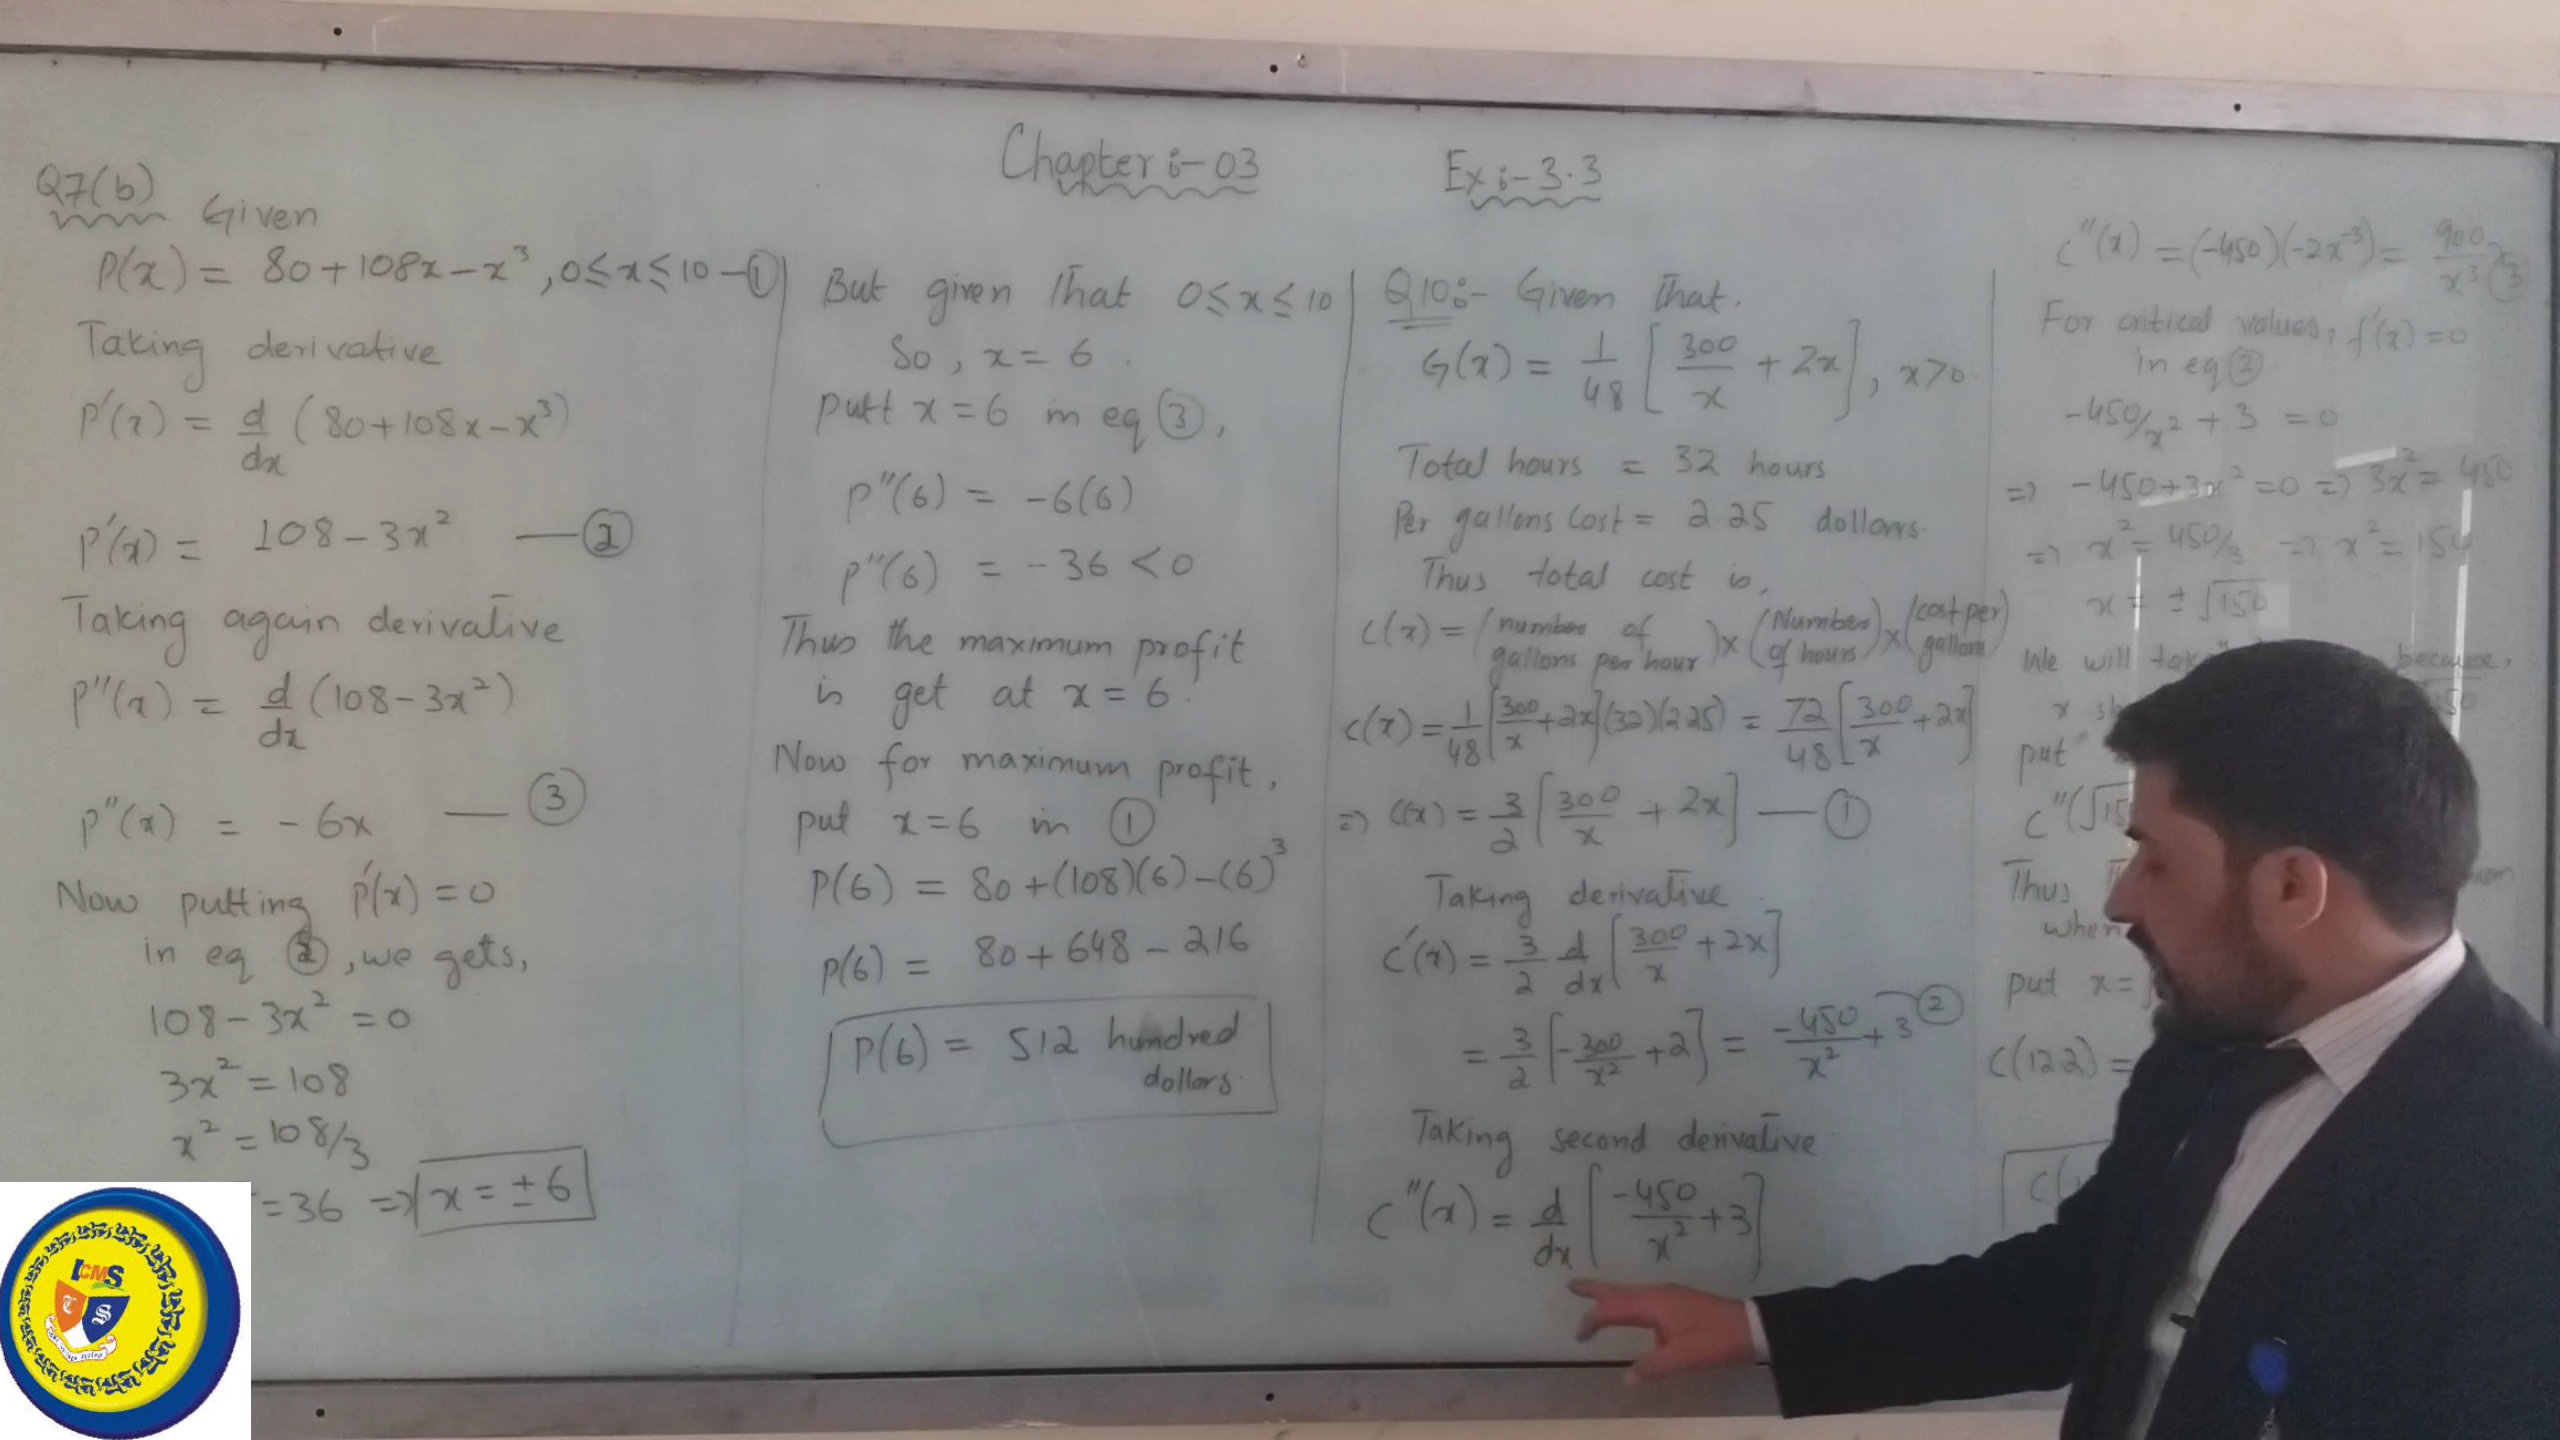 Chapter :- 03
Ex :- 3.3
Q7(b)
Given
P(x) = 80+108x-x³, 0≤x≤10 —①
Taking derivative
P'(x) = d/dx (80+108x-x³)
P'(x) = 108-3x² —②
Taking again derivative
P''(x) = d/dx (108-3x²)
P''(x) = -6x —③
Now putting P'(x)=0
in eq ②, we gets,
108-3x²=0
3x²=108
x²=108/3
=36 => x=±6
But given that 0≤x≤10
So, x=6.
putt x=6 in eq ③,
P''(6) = -6(6)
P''(6) = -36<0
Thus the maximum profit
is get at x=6.
Now for maximum profit,
put x=6 in ①
P(6) = 80+(108)(6)-(6)³
P(6) = 80+648-216
P(6) = 512 hundred
dollors.
Q10:- Given that.
G(x) = 1/48 [300/x + 2x], x>0.
Total hours = 32 hours
Per gallons Cost = 2.25 dollars.
Thus total cost is,
C(x) = (number of gallons per hour) × (Number of hours) × (cost per gallons)
C(x) = 1/48 [300/x + 2x](32)(2.25) = 72/48 [300/x + 2x]
=> C(x) = 3/2 [300/x + 2x] —①
Taking derivative
C'(x) = 3/2 d/dx [300/x + 2x]
= 3/2 [-300/x² + 2] = -450/x² + 3 —②
Taking second derivative
C''(x) = d/dx [-450/x² + 3]
C''(x) = (-450)(-2x⁻³) = 900/x³ ③
For critical values, f'(x)=0
in eq ②
-450/x² + 3 = 0
=> -450+3x²=0 => 3x²=450
=> x²=450/3 => x²=150
x = ±√150
We will because,
x
put
C''(√15
Thus
when
put x=
C(122) =
C(
ICMS
T S